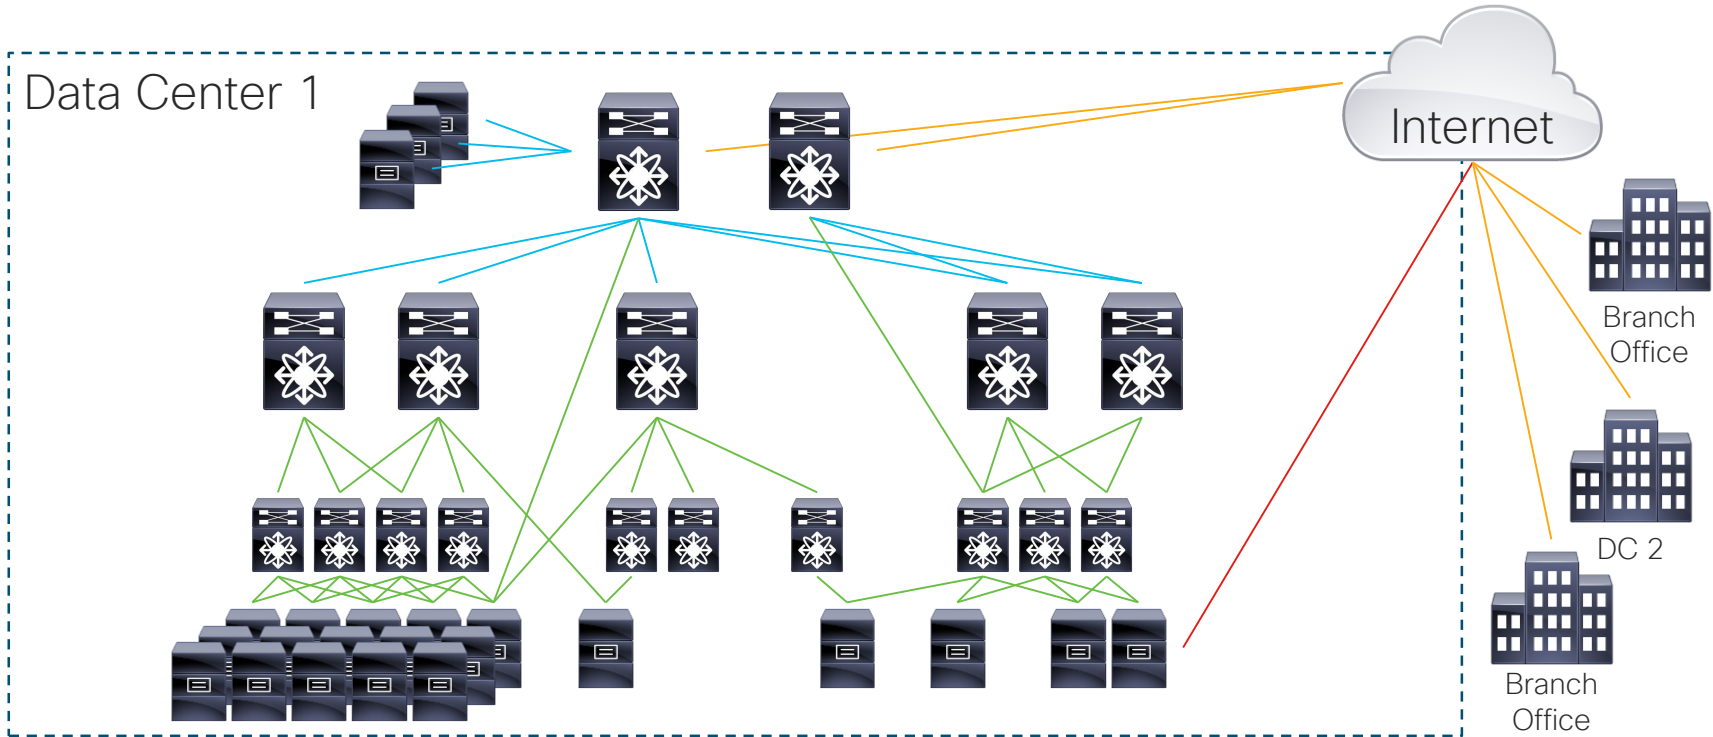 Data Center 1
Internet
Branch
Office
DC 2
Branch
Office